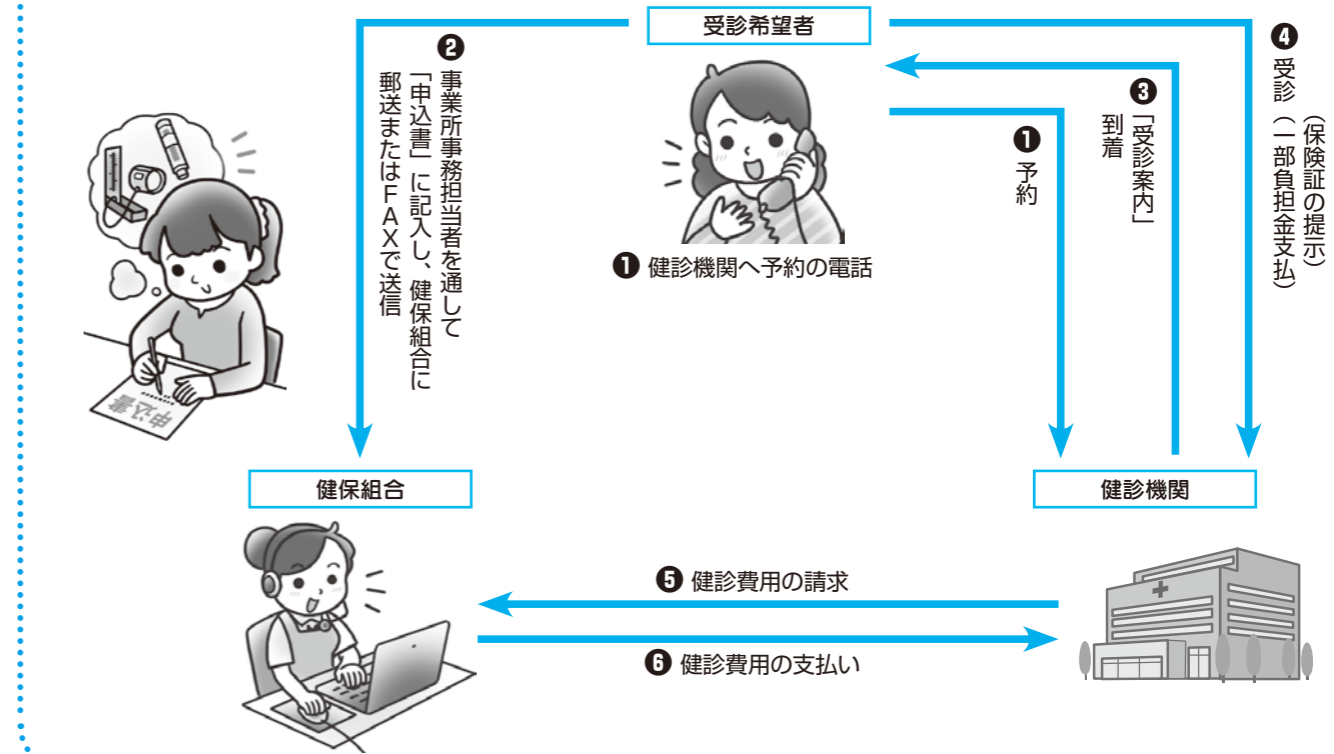 受診希望者
❶ 健診機関へ予約の電話
❷
事業所事務担当者を通して
「申込書」に記入し、健保組合に
郵送またはFAXで送信
申込書
❶ 予約
❸「受診案内」
到着
❹ 受診
(保険証の提示)
(一部負担金支払)
健保組合
健診機関
❺ 健診費用の請求
❻ 健診費用の支払い